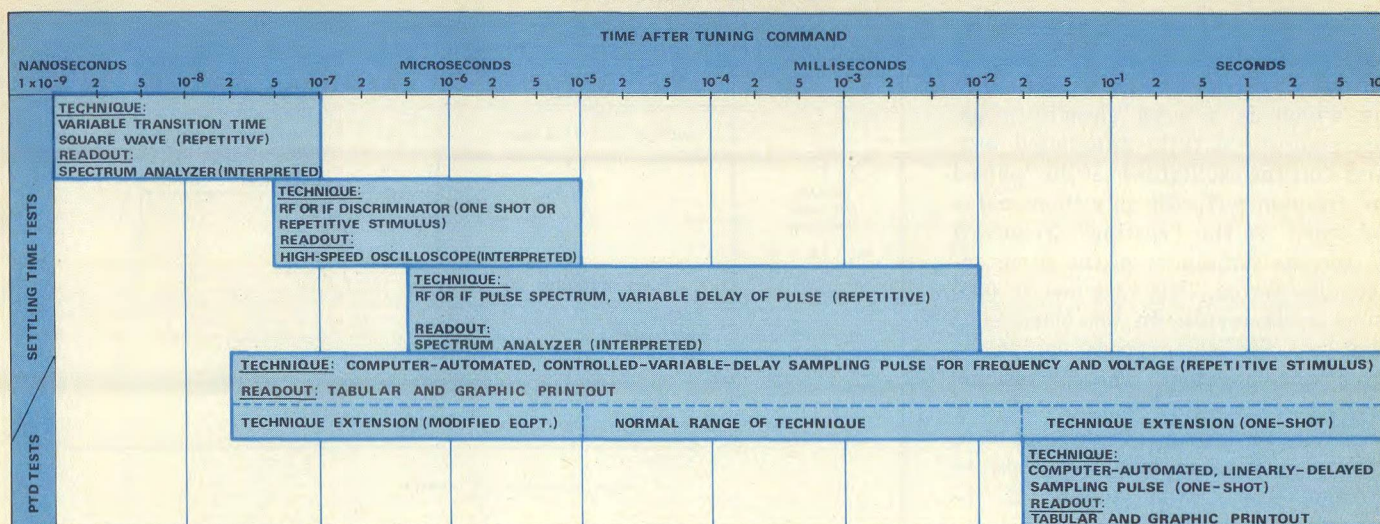 TIME AFTER TUNING COMMAND
NANOSECONDS MICROSECONDS MILLISECONDS SECONDS
1 x10-9 2 5 10-8 2 5 10-7 2 5 10-6 2 5 10-5 2 5 10-4 2 5 10-3 2 5 10-2 2 5 10-1 2 5 1 2 5 10
SETTLING TIME TESTS
PTD TESTS
TECHNIQUE:
VARIABLE TRANSITION TIME
SQUARE WAVE (REPETITIVF)
READOUT:
SPECTRUM ANALYZER (INTERPRETED)
TECHNIQUE:
RF OR IF DISCRIMINATOR (ONE SHOT OR
REPETITIVE STIMULUS)
READOUT:
HIGH-SPEED OSCILLOSCOPE (INTERPRETED)
TECHNIQUE:
RF OR IF PULSE SPECTRUM, VARIABLE DELAY OF PULSE (REPETITIVE)
READOUT:
SPECTRUM ANALYZER (INTERPRETED)
TECHNIQUE: COMPUTER-AUTOMATED, CONTROLLED-VARIABLE-DELAY SAMPLING PULSE FOR FREQUENCY AND VOLTAGE (REPETITIVE STIMULUS)
READOUT: TABULAR AND GRAPHIC PRINTOUT
TECHNIQUE EXTENSION (MODIFIED EQPT.) NORMAL RANGE OF TECHNIQUE TECHNIQUE EXTENSION (ONE-SHOT)
TECHNIQUE:
COMPUTER-AUTOMATED, LINEARLY-DELAYED
SAMPLING PULSE (ONE-SHOT)
READOUT:
TABULAR AND GRAPHIC PRINTOUT